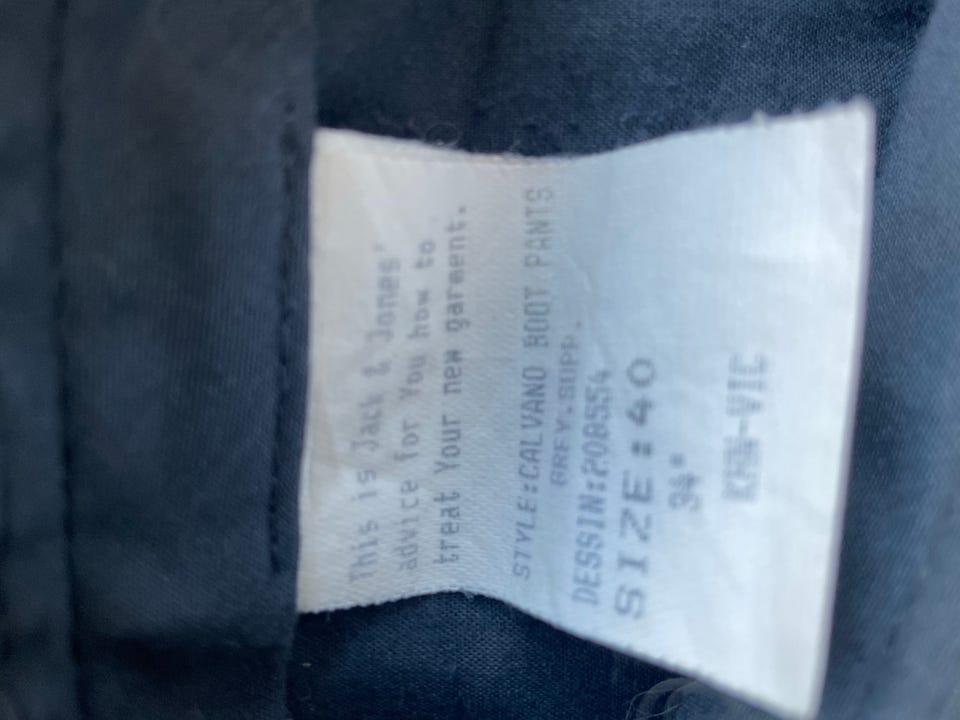 This is Jack & Jones'
advice for You how to
treat Your new garment.
STYLE:CALVANO BOOT PANTS
GREY.SUPP.
DESSIN:208554
SIZE:40
34"